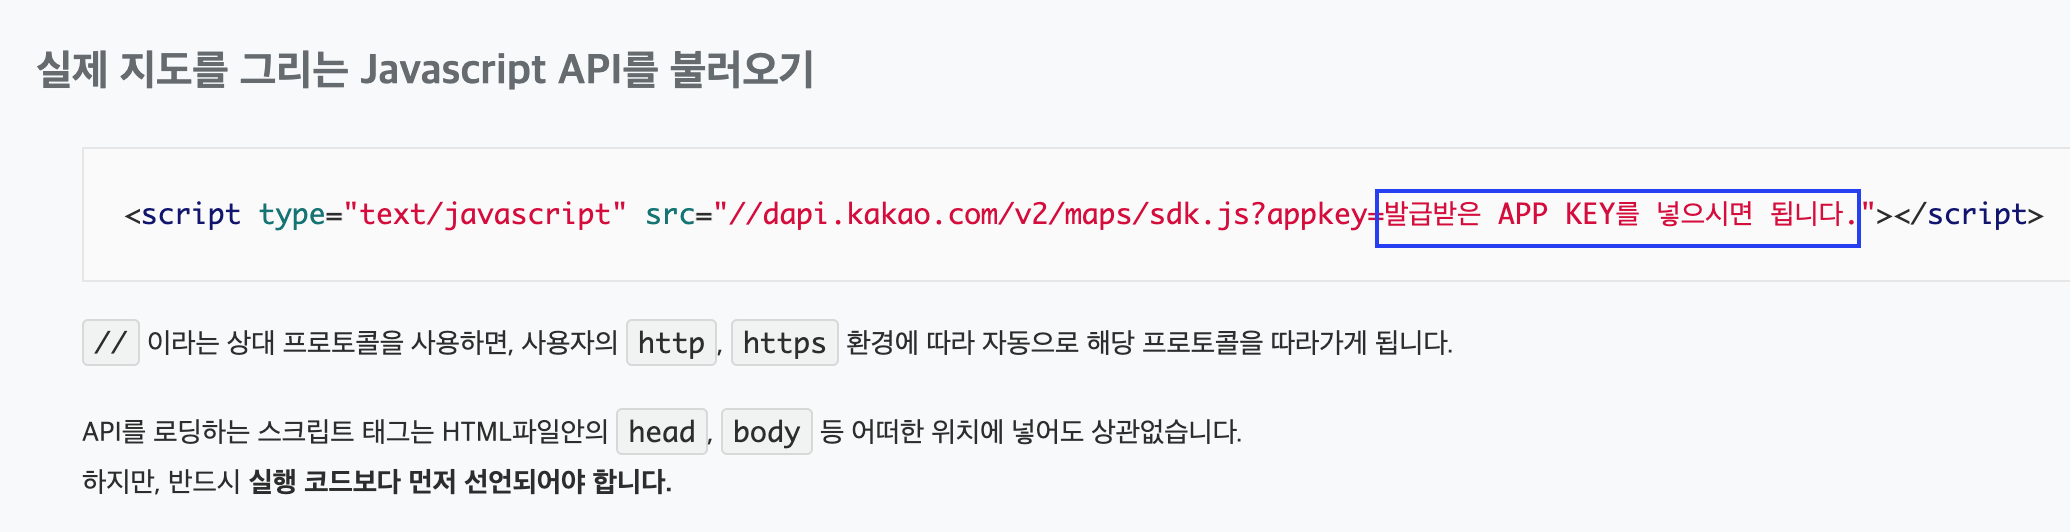 실제 지도를 그리는 Javascript API를 불러오기
<script type="text/javascript" src="//dapi.kakao.com/v2/maps/sdk.js?appkey=발급받은 APP KEY를 넣으시면 됩니다."></script>
// 이라는 상대 프로토콜을 사용하면, 사용자의 http, https 환경에 따라 자동으로 해당 프로토콜을 따라가게 됩니다.
API를 로딩하는 스크립트 태그는 HTML파일안의 head, body 등 어떠한 위치에 넣어도 상관없습니다.
하지만, 반드시 실행 코드보다 먼저 선언되어야 합니다.